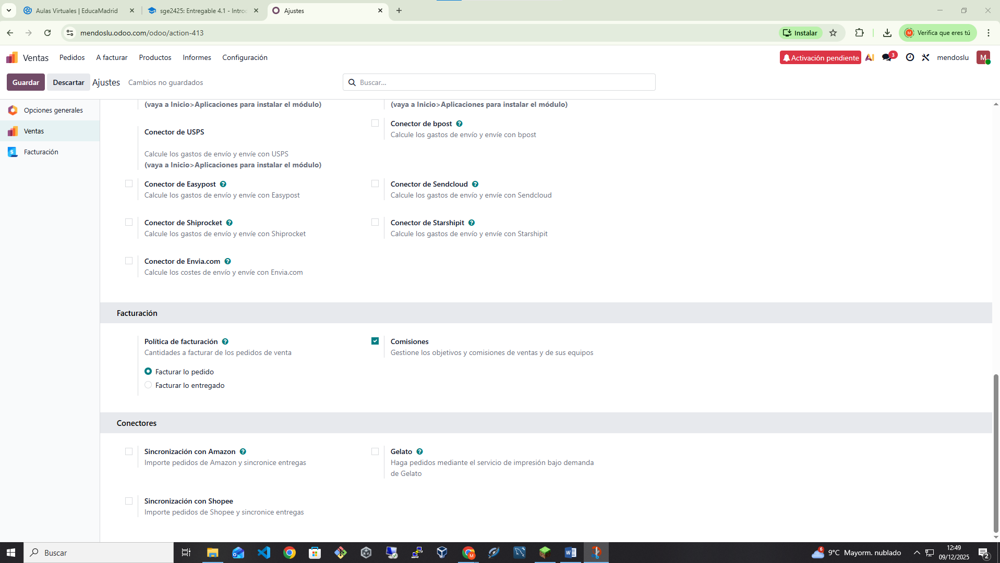 Aulas Virtuales | EducaMadrid
sge2425: Entregable 4.1 - Introd
Ajustes
mendoslu.odoo.com/odoo/action-413
Instalar
Verifica que eres tú
Ventas
Pedidos
A facturar
Productos
Informes
Configuración
Activación pendiente
AI
3
mendoslu
M
Guardar
Descartar
Ajustes
Cambios no guardados
Buscar...
Opciones generales
Ventas
Facturación
(vaya a Inicio>Aplicaciones para instalar el módulo)
(vaya a Inicio>Aplicaciones para instalar el módulo)
Conector de USPS
Calcule los gastos de envío y envíe con USPS
(vaya a Inicio>Aplicaciones para instalar el módulo)
Conector de bpost
Calcule los gastos de envío y envíe con bpost
Conector de Easypost
Calcule los gastos de envío y envíe con Easypost
Conector de Sendcloud
Calcule los gastos de envío y envíe con Sendcloud
Conector de Shiprocket
Calcule los gastos de envío y envíe con Shiprocket
Conector de Starshipit
Calcule los gastos de envío y envíe con Starshipit
Conector de Envia.com
Calcule los costes de envío y envíe con Envia.com
Facturación
Política de facturación
Cantidades a facturar de los pedidos de venta
Facturar lo pedido
Facturar lo entregado
Comisiones
Gestione los objetivos y comisiones de ventas y de sus equipos
Conectores
Sincronización con Amazon
Importe pedidos de Amazon y sincronice entregas
Gelato
Haga pedidos mediante el servicio de impresión bajo demanda
de Gelato
Sincronización con Shopee
Importe pedidos de Shopee y sincronice entregas
Buscar
6
9°C Mayorm. nublado
12:49
09/12/2025
2